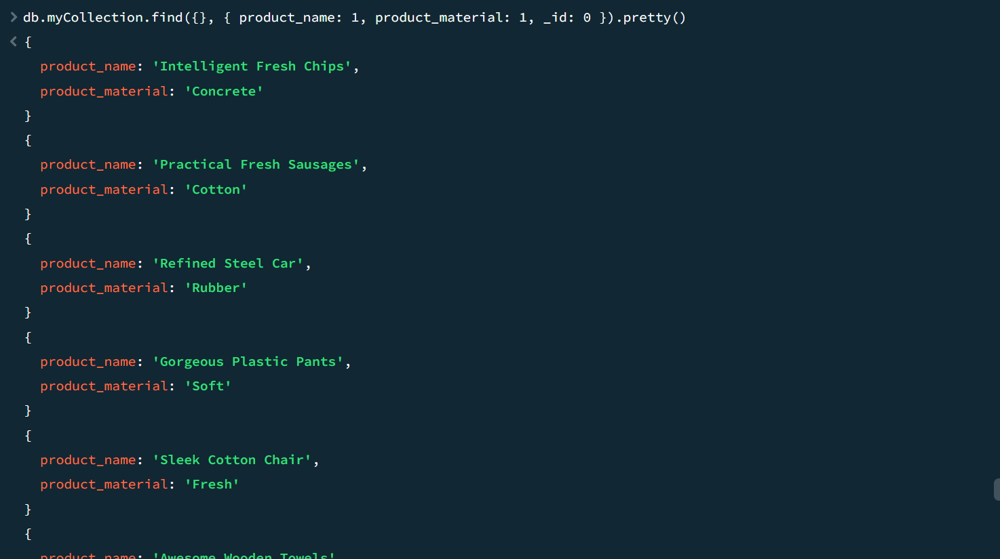 > db.myCollection.find({}, { product_name: 1, product_material: 1, _id: 0 }).pretty()
< {
  product_name: 'Intelligent Fresh Chips',
  product_material: 'Concrete'
}
{
  product_name: 'Practical Fresh Sausages',
  product_material: 'Cotton'
}
{
  product_name: 'Refined Steel Car',
  product_material: 'Rubber'
}
{
  product_name: 'Gorgeous Plastic Pants',
  product_material: 'Soft'
}
{
  product_name: 'Sleek Cotton Chair',
  product_material: 'Fresh'
}
{
  product_name: 'Awesome Wooden Towels'